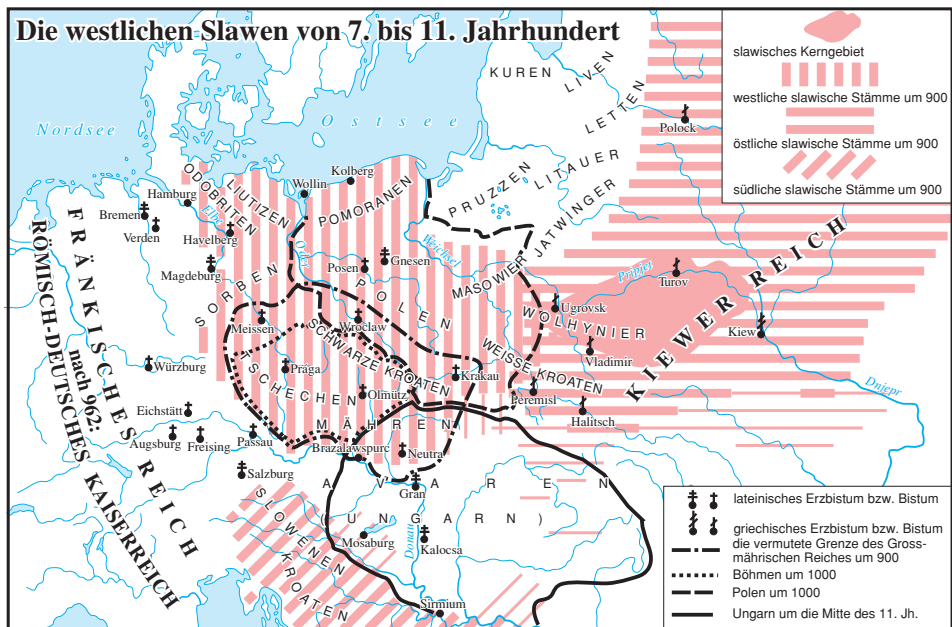 Die westlichen Slawen von 7. bis 11. Jahrhundert
slawisches Kerngebiet
westliche slawische Stämme um 900
östliche slawische Stämme um 900
südliche slawische Stämme um 900
Nordsee
Ostsee
KUREN
LIVEN
LETTEN
LITAUER
PRUZZEN
JATWINGER
Polock
Kolberg
Wollin
Hamburg
Bremen
Verden
Elbe
ODOBRITEN
LIUTIZEN
POMORANEN
Havelberg
Magdeburg
Oder
Weichsel
Posen
Gnesen
POLEN
MASOWIER
SORBEN
Meissen
Wroclaw
FRÄNKISCHES REICH
nach 962:
RÖMISCH-DEUTSCHES KAISERREICH
KIEWER REICH
Pripjet
Turov
Ugrovsk
WOLHYNIER
Vladimir
Kiew
Dniepr
SCHWARZE KROATEN
WEISSE KROATEN
Praga
TSCHECHEN
Olmütz
Krakau
Peremisl
Halitsch
Würzburg
Eichstätt
Augsburg
Freising
Passau
Salzburg
MÄHREN
Brazalawspurc
Neutra
Gran
AVAREN
(UNGARN)
SLOWENEN
KROATEN
Mosaburg
Donau
Kalocsa
Sirmium
lateinisches Erzbistum bzw. Bistum
griechisches Erzbistum bzw. Bistum
die vermutete Grenze des Gross-
mährischen Reiches um 900
Böhmen um 1000
Polen um 1000
Ungarn um die Mitte des 11. Jh.